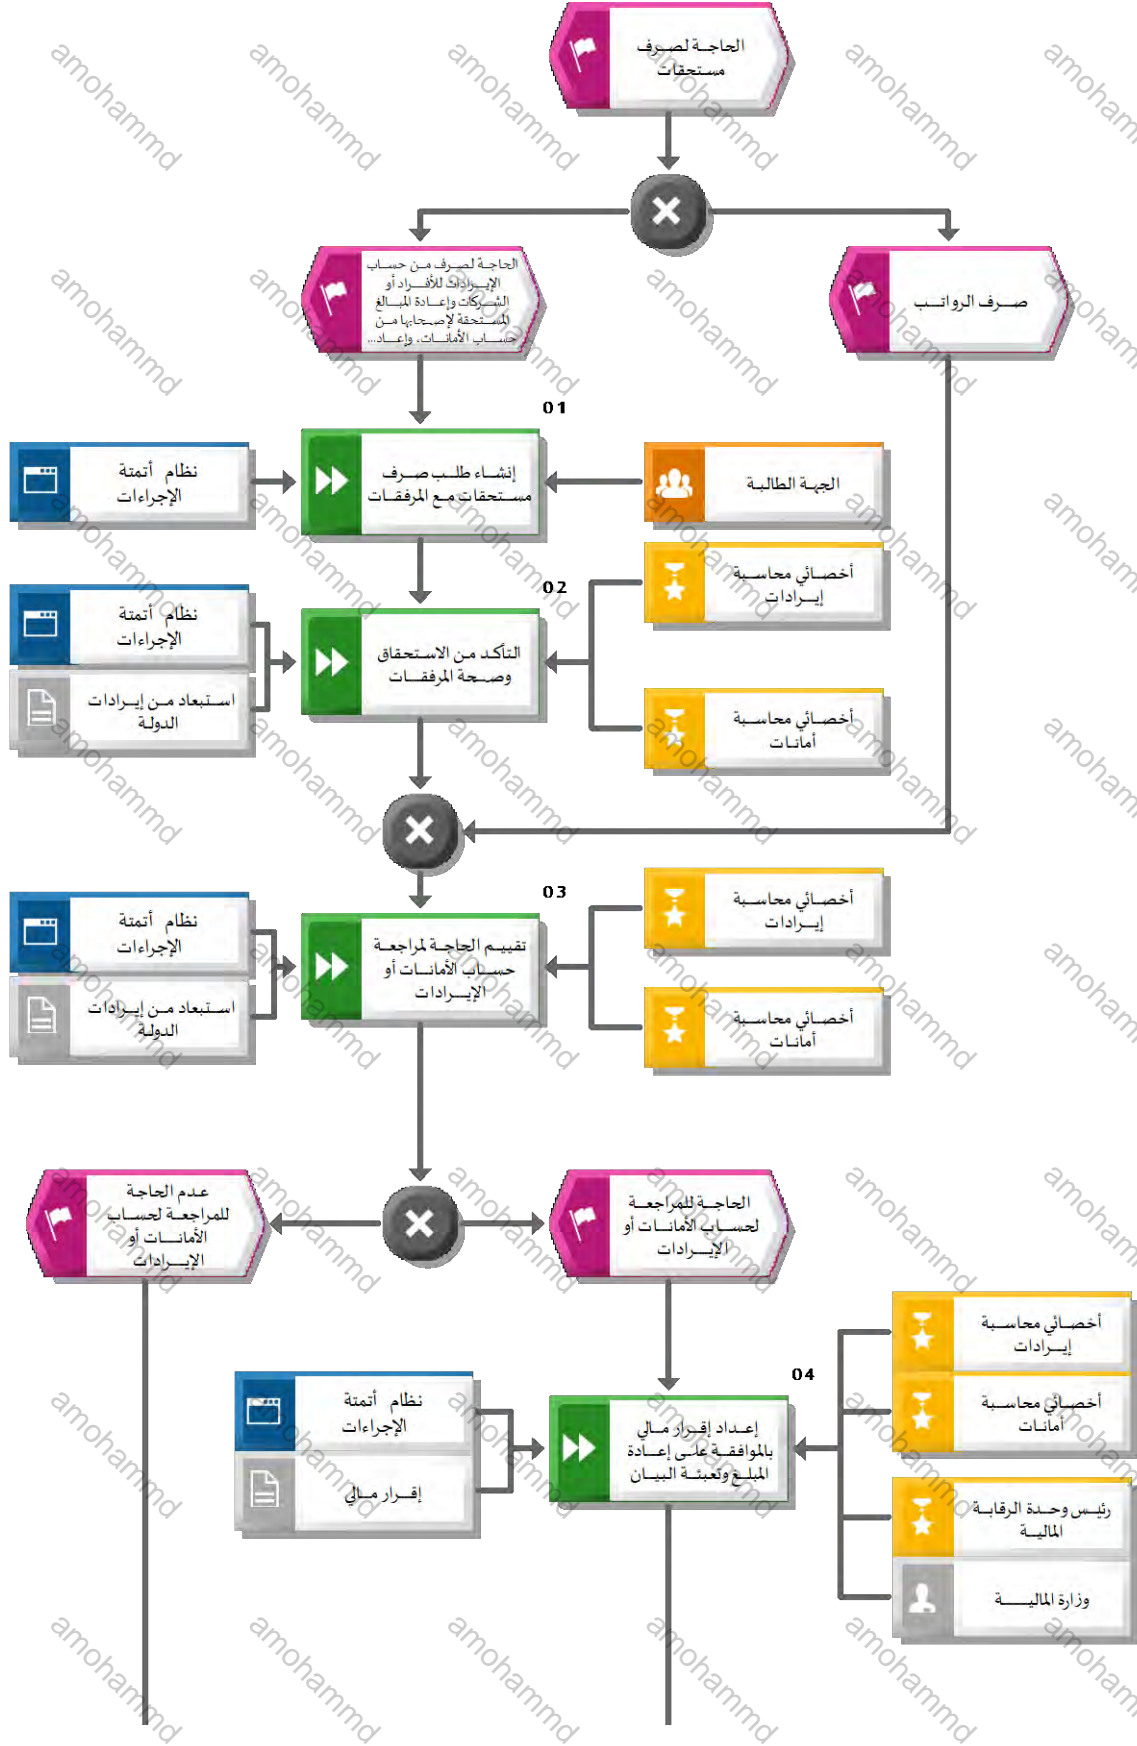 الحاجة لصرف
مستحقات
الحاجة لصرف من حساب
الإيرادات للأفراد أو
الشركات وإعادة المبالغ
المستحقة لإصحابها من
حساب الأمانات، وإعاد...
صرف الرواتب
01
نظام أتمتة
الإجراءات
إنشاء طلب صرف
مستحقات مع المرفقات
الجهة الطالبة
02
نظام أتمتة
الإجراءات
استبعاد من إيرادات
الدولة
التأكد من الاستحقاق
وصحة المرفقات
أخصائي محاسبة
إيرادات
أخصائي محاسبة
أمانات
03
نظام أتمتة
الإجراءات
استبعاد من إيرادات
الدولة
تقييم الحاجة لمراجعة
حساب الأمانات أو
الإيرادات
أخصائي محاسبة
إيرادات
أخصائي محاسبة
أمانات
عدم الحاجة
للمراجعة لحساب
الأمانات أو
الإيرادات
الحاجة للمراجعة
لحساب الأمانات أو
الإيرادات
04
نظام أتمتة
الإجراءات
إقرار مالي
إعداد إقرار مالي
بالموافقة على إعادة
المبلغ وتعبئة البيان
أخصائي محاسبة
إيرادات
أخصائي محاسبة
أمانات
رئيس وحدة الرقابة
المالية
وزارة المالية
amohammd